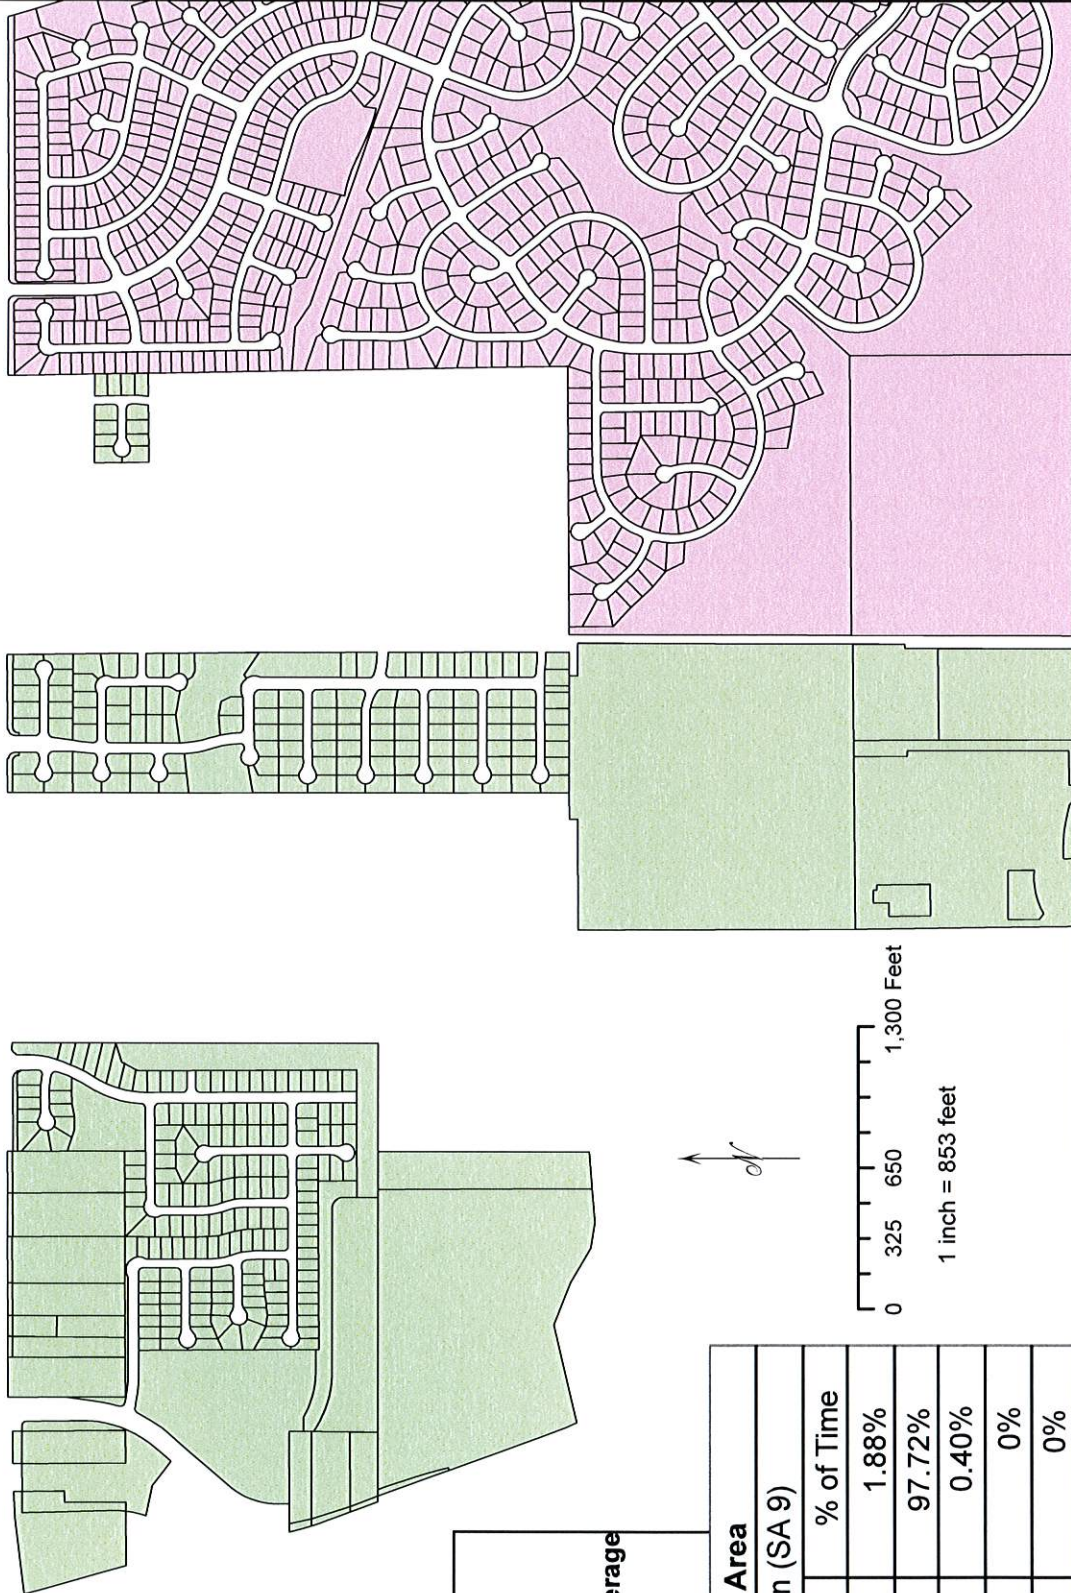 N
0 325 650 1,300 Feet
1 inch = 853 feet
Area
(SA 9)
% of Time
1.88%
97.72%
0.40%
0%
0%